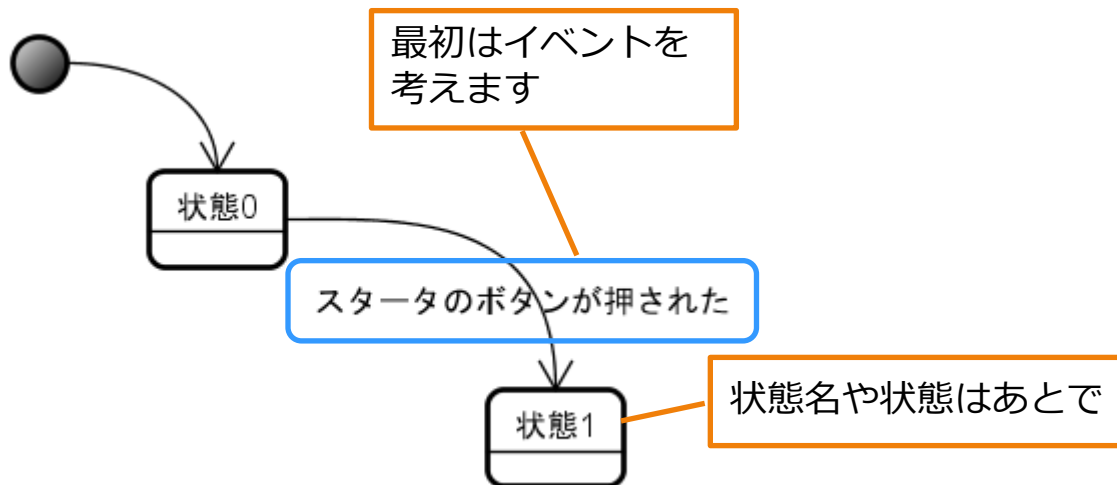 最初はイベントを
考えます
状態0
スタータのボタンが押された
状態名や状態はあとで
状態1